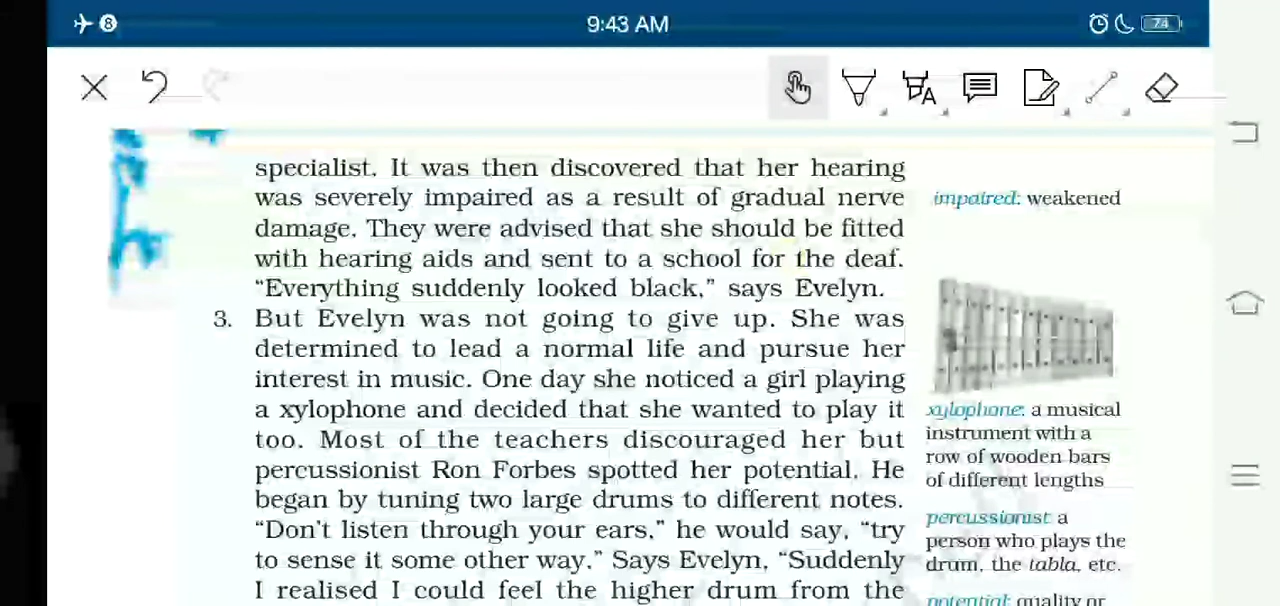 8
9:43 AM
74
specialist. It was then discovered that her hearing
was severely impaired as a result of gradual nerve
damage. They were advised that she should be fitted
with hearing aids and sent to a school for the deaf.
“Everything suddenly looked black,” says Evelyn.
3. But Evelyn was not going to give up. She was
determined to lead a normal life and pursue her
interest in music. One day she noticed a girl playing
a xylophone and decided that she wanted to play it
too. Most of the teachers discouraged her but
percussionist Ron Forbes spotted her potential. He
began by tuning two large drums to different notes.
“Don’t listen through your ears,” he would say, “try
to sense it some other way.” Says Evelyn, “Suddenly
I realised I could feel the higher drum from the
impaired: weakened
xylophone: a musical
instrument with a
row of wooden bars
of different lengths
percussionist: a
person who plays the
drum, the tabla, etc.
potential: quality or